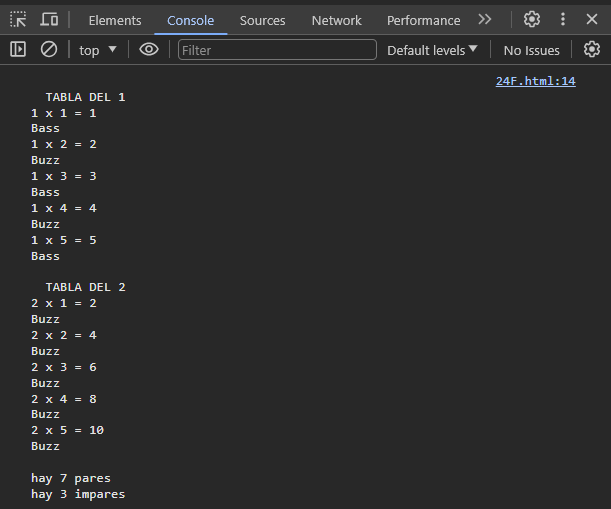 Elements Console Sources Network Performance
top Filter Default levels No Issues
24F.html:14
TABLA DEL 1
1 x 1 = 1
Bass
1 x 2 = 2
Buzz
1 x 3 = 3
Bass
1 x 4 = 4
Buzz
1 x 5 = 5
Bass
TABLA DEL 2
2 x 1 = 2
Buzz
2 x 2 = 4
Buzz
2 x 3 = 6
Buzz
2 x 4 = 8
Buzz
2 x 5 = 10
Buzz
hay 7 pares
hay 3 impares